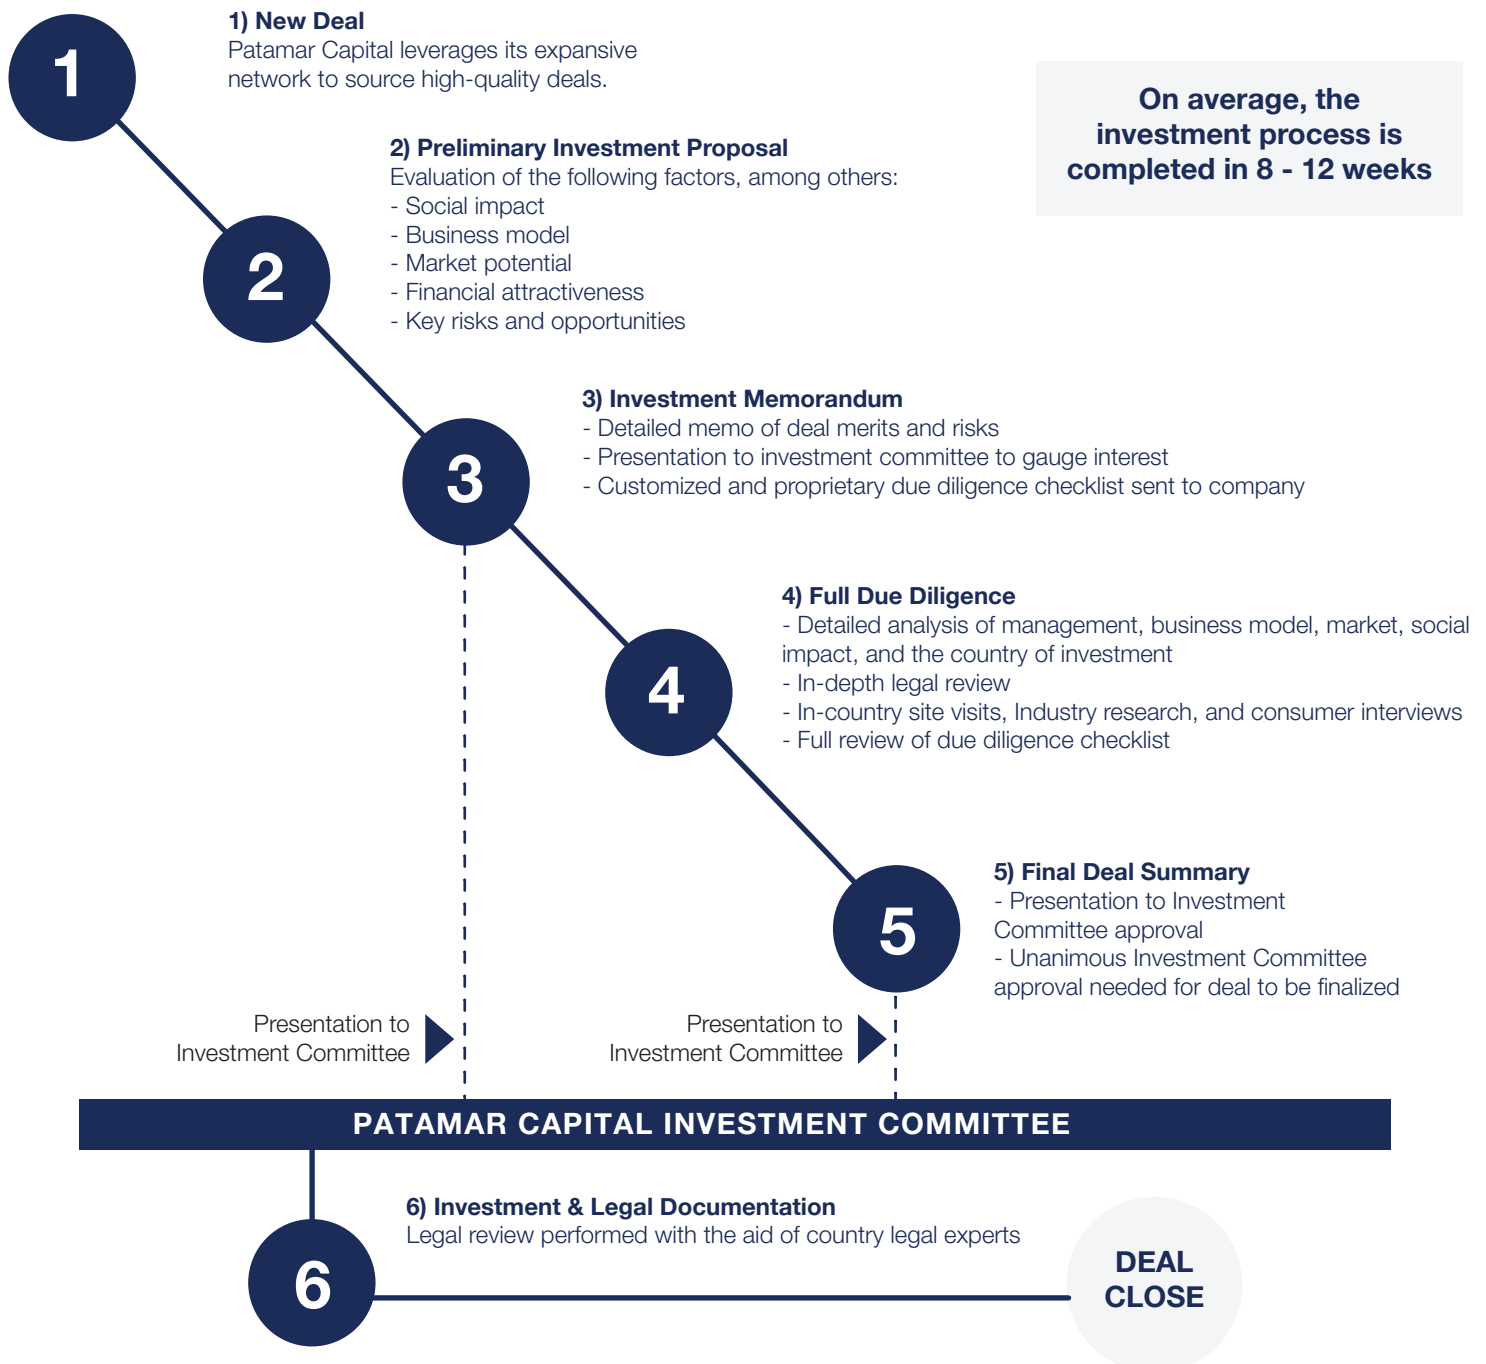 1
1) New Deal
Patamar Capital leverages its expansive
network to source high-quality deals.
On average, the
investment process is
completed in 8 - 12 weeks
2
2) Preliminary Investment Proposal
Evaluation of the following factors, among others:
- Social impact
- Business model
- Market potential
- Financial attractiveness
- Key risks and opportunities
3
3) Investment Memorandum
- Detailed memo of deal merits and risks
- Presentation to investment committee to gauge interest
- Customized and proprietary due diligence checklist sent to company
4
4) Full Due Diligence
- Detailed analysis of management, business model, market, social
impact, and the country of investment
- In-depth legal review
- In-country site visits, Industry research, and consumer interviews
- Full review of due diligence checklist
5
5) Final Deal Summary
- Presentation to Investment
Committee approval
- Unanimous Investment Committee
approval needed for deal to be finalized
Presentation to
Investment Committee
Presentation to
Investment Committee
PATAMAR CAPITAL INVESTMENT COMMITTEE
6
6) Investment & Legal Documentation
Legal review performed with the aid of country legal experts
DEAL
CLOSE